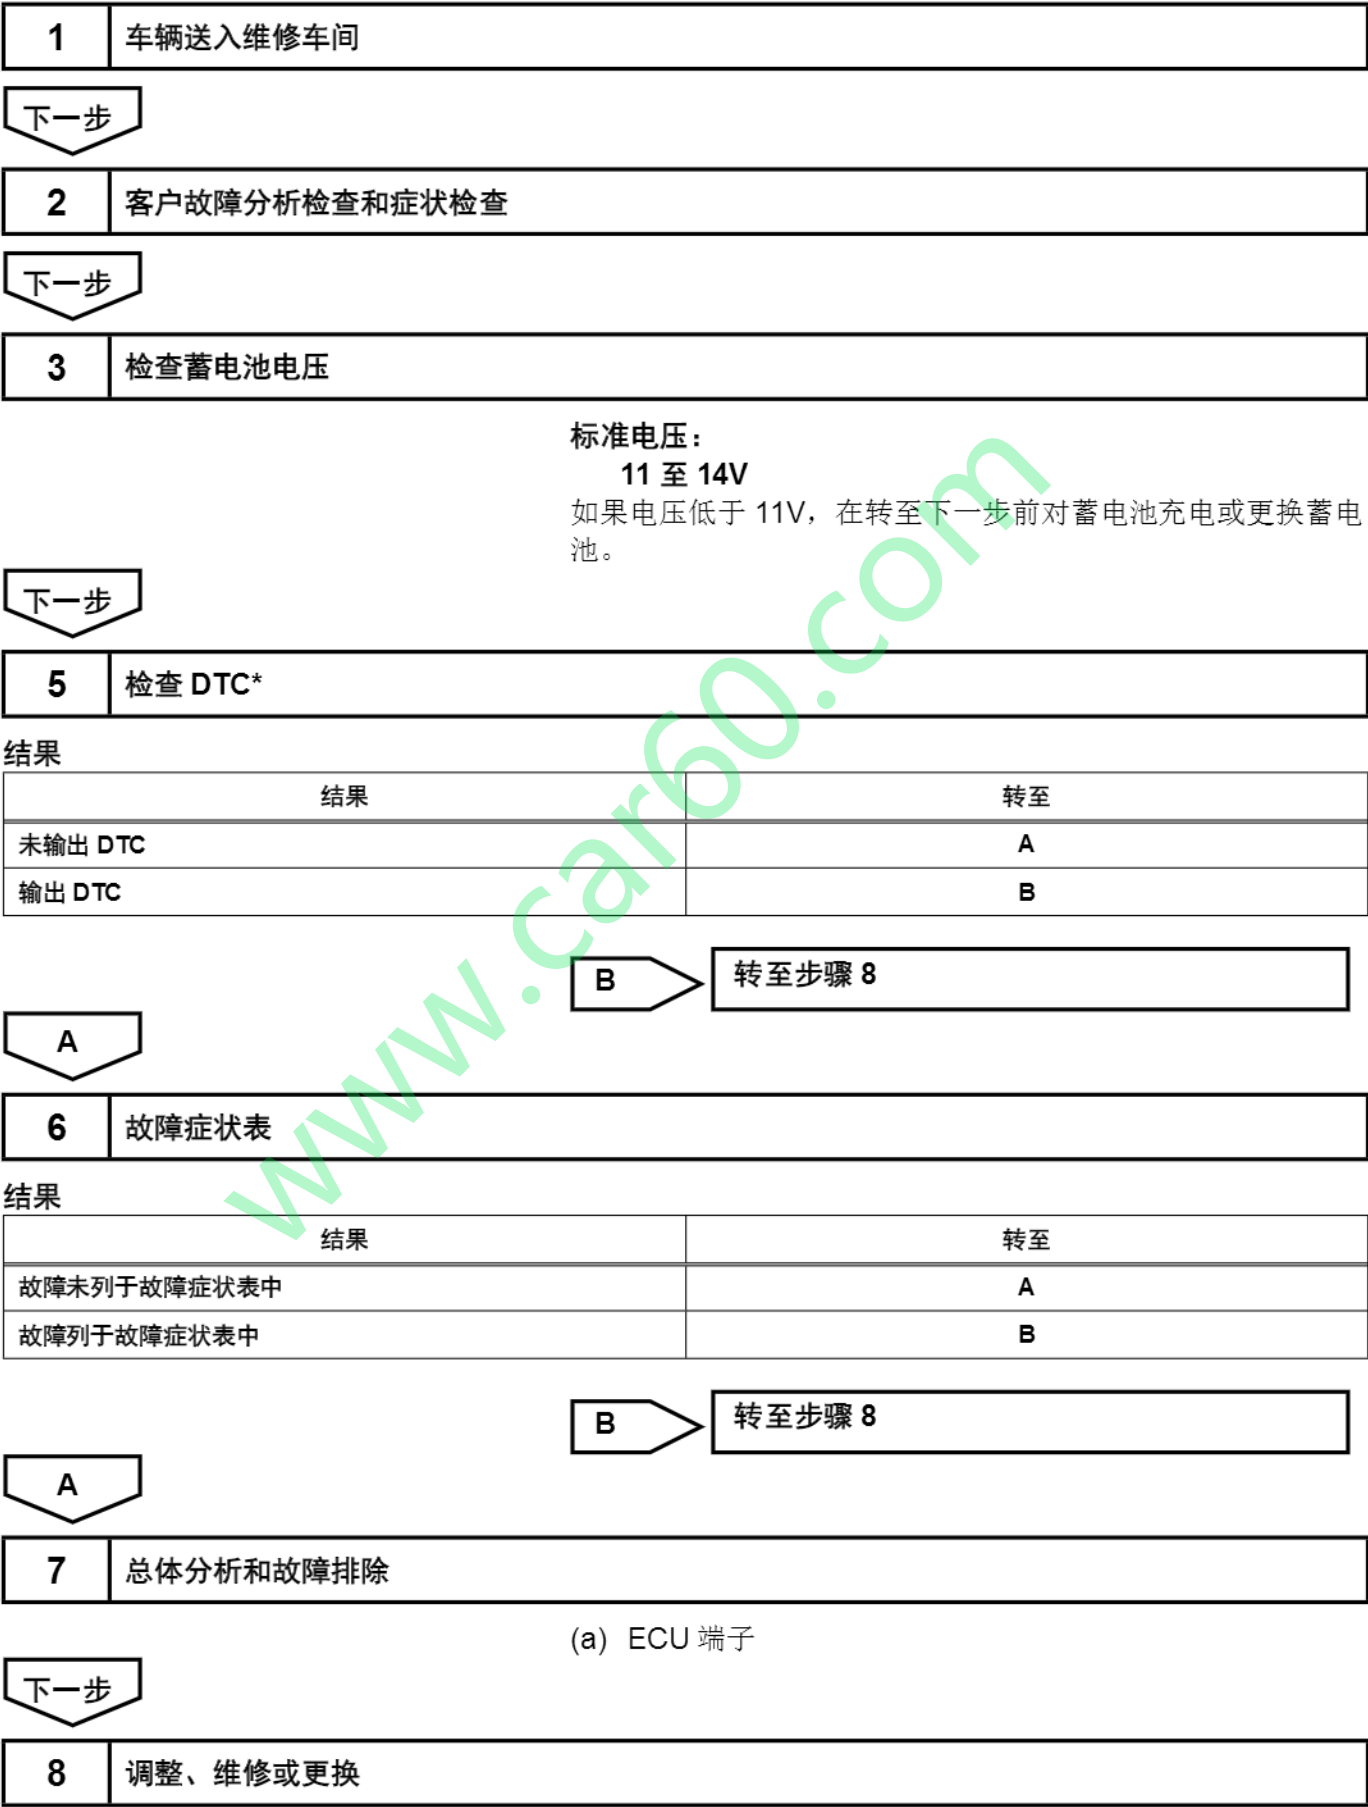 1 车辆送入维修车间
下一步
2 客户故障分析检查和症状检查
下一步
3 检查蓄电池电压
标准电压：
11 至 14V
如果电压低于 11V，在转至下一步前对蓄电池充电或更换蓄电
池。
下一步
5 检查 DTC*
结果
结果 转至
未输出 DTC A
输出 DTC B
B 转至步骤 8
A
6 故障症状表
结果
结果 转至
故障未列于故障症状表中 A
故障列于故障症状表中 B
B 转至步骤 8
A
7 总体分析和故障排除
(a) ECU 端子
下一步
8 调整、维修或更换
www.car60.com